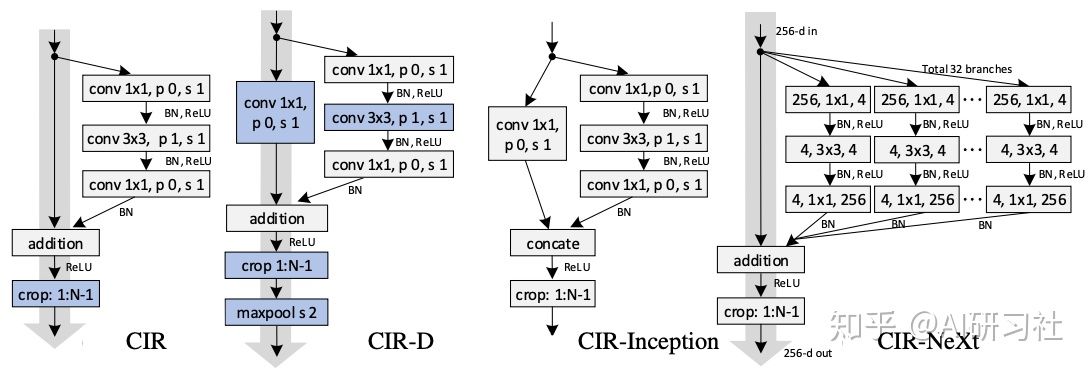 conv 1x1, p 0, s 1
BN, ReLU
conv 3x3, p 1, s 1
BN, ReLU
conv 1x1, p 0, s 1
BN
addition
ReLU
crop: 1:N-1
CIR
conv 1x1,
p 0, s 1
conv 1x1, p 0, s 1
BN, ReLU
conv 3x3, p 1, s 1
BN, ReLU
conv 1x1, p 0, s 1
BN
addition
ReLU
crop 1:N-1
maxpool s 2
CIR-D
conv 1x1,
p 0, s 1
conv 1x1,p 0, s 1
BN, ReLU
conv 3x3, p 1, s 1
BN, ReLU
conv 1x1, p 0, s 1
BN
concate
crop: 1:N-1
CIR-Inception
256-d in
Total 32 branches
256, 1x1, 4
256, 1x1, 4
···
256, 1x1, 4
BN, ReLU
BN, ReLU
BN, ReLU
4, 3x3, 4
4, 3x3, 4
···
4, 3x3, 4
BN, ReLU
BN, ReLU
BN, ReLU
4, 1x1, 256
4, 1x1, 256
···
4, 1x1, 256
BN
BN
BN
addition
ReLU
crop: 1:N-1
256-d out
CIR-NeXt
知乎 @AI研习社